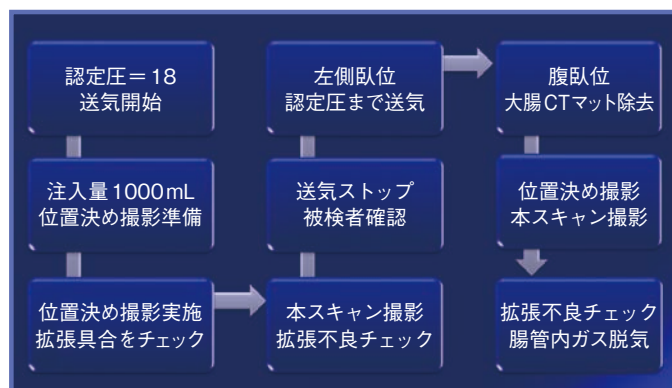 認定圧＝18
送気開始
注入量1000mL
位置決め撮影準備
位置決め撮影実施
拡張具合をチェック
本スキャン撮影
拡張不良チェック
送気ストップ
被検者確認
左側臥位
認定圧まで送気
腹臥位
大腸CTマット除去
位置決め撮影
本スキャン撮影
拡張不良チェック
腸管内ガス脱気